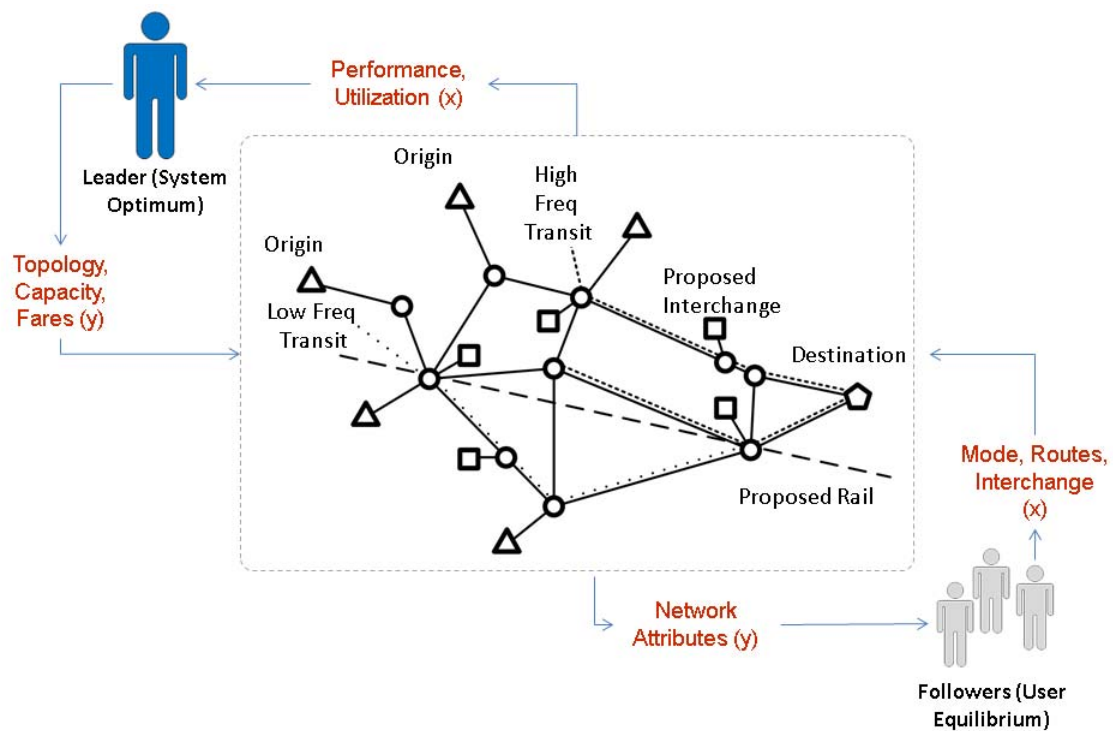 Performance,
Utilization (x)
Leader (System
Optimum)
Origin
High
Freq
Transit
Origin
Topology,
Capacity,
Fares (y)
Low Freq
Transit
Proposed
Interchange
Destination
Mode, Routes,
Interchange
(x)
Proposed Rail
Network
Attributes (y)
Followers (User
Equilibrium)